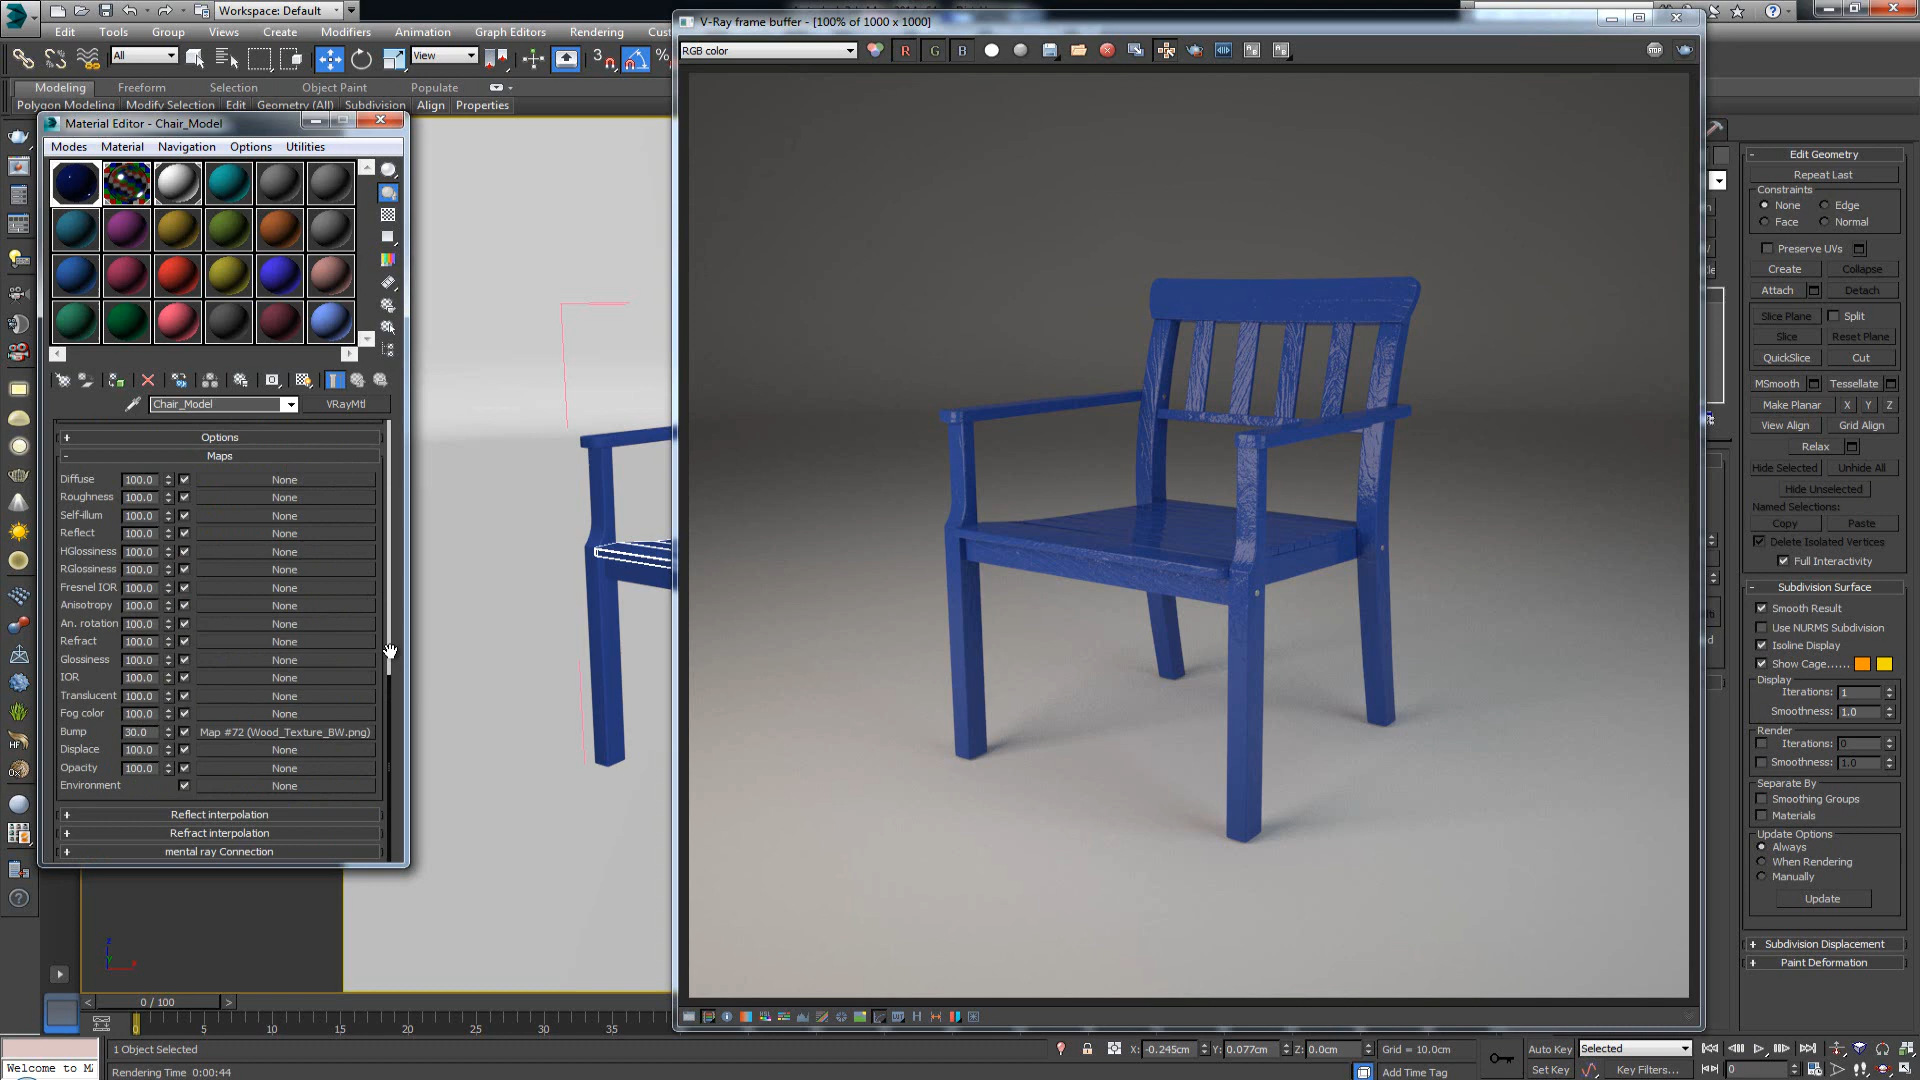 Workspace: Default
V-Ray frame buffer - [100% of 1000 x 1000]
Edit Tools Group Views Create Modifiers Animation Graph Editors Rendering
All
View
RGB color
R G B
Modeling Freeform Selection Object Paint Populate
Polygon Modeling Modify Selection Edit Geometry (All) Subdivision Align Properties
Material Editor - Chair_Model
Modes Material Navigation Options Utilities
Chair_Model VRayMtl
+ Options
- Maps
Diffuse 100.0 None
Roughness 100.0 None
Self-illum 100.0 None
Reflect 100.0 None
HGlossiness 100.0 None
RGlossiness 100.0 None
Fresnel IOR 100.0 None
Anisotropy 100.0 None
An. rotation 100.0 None
Refract 100.0 None
Glossiness 100.0 None
IOR 100.0 None
Translucent 100.0 None
Fog color 100.0 None
Bump 30.0 Map #72 (Wood_Texture_BW.png)
Displace 100.0 None
Opacity 100.0 None
Environment None
+ Reflect interpolation
+ Refract interpolation
+ mental ray Connection
- Edit Geometry
Repeat Last
Constraints
None Edge
Face Normal
Preserve UVs
Create Collapse
Attach Detach
Slice Plane Split
Slice Reset Plane
QuickSlice Cut
MSmooth Tessellate
Make Planar X Y Z
View Align Grid Align
Relax
Hide Selected Unhide All
Hide Unselected
Named Selections:
Copy Paste
Delete Isolated Vertices
Full Interactivity
- Subdivision Surface
Smooth Result
Use NURMS Subdivision
Isoline Display
Show Cage......
Display
Iterations: 1
Smoothness: 1.0
Render
Iterations: 0
Smoothness: 1.0
Separate By
Smoothing Groups
Materials
Update Options
Always
When Rendering
Manually
Update
+ Subdivision Displacement
+ Paint Deformation
z
x
< 0 / 100 >
0 5 10 15 20 25 30 35
1 Object Selected
X: -0.245cm Y: 0.077cm Z: 0.0cm Grid = 10.0cm
Auto Key Selected
Welcome to
Rendering Time 0:00:44
Add Time Tag
Set Key Key Filters... 0